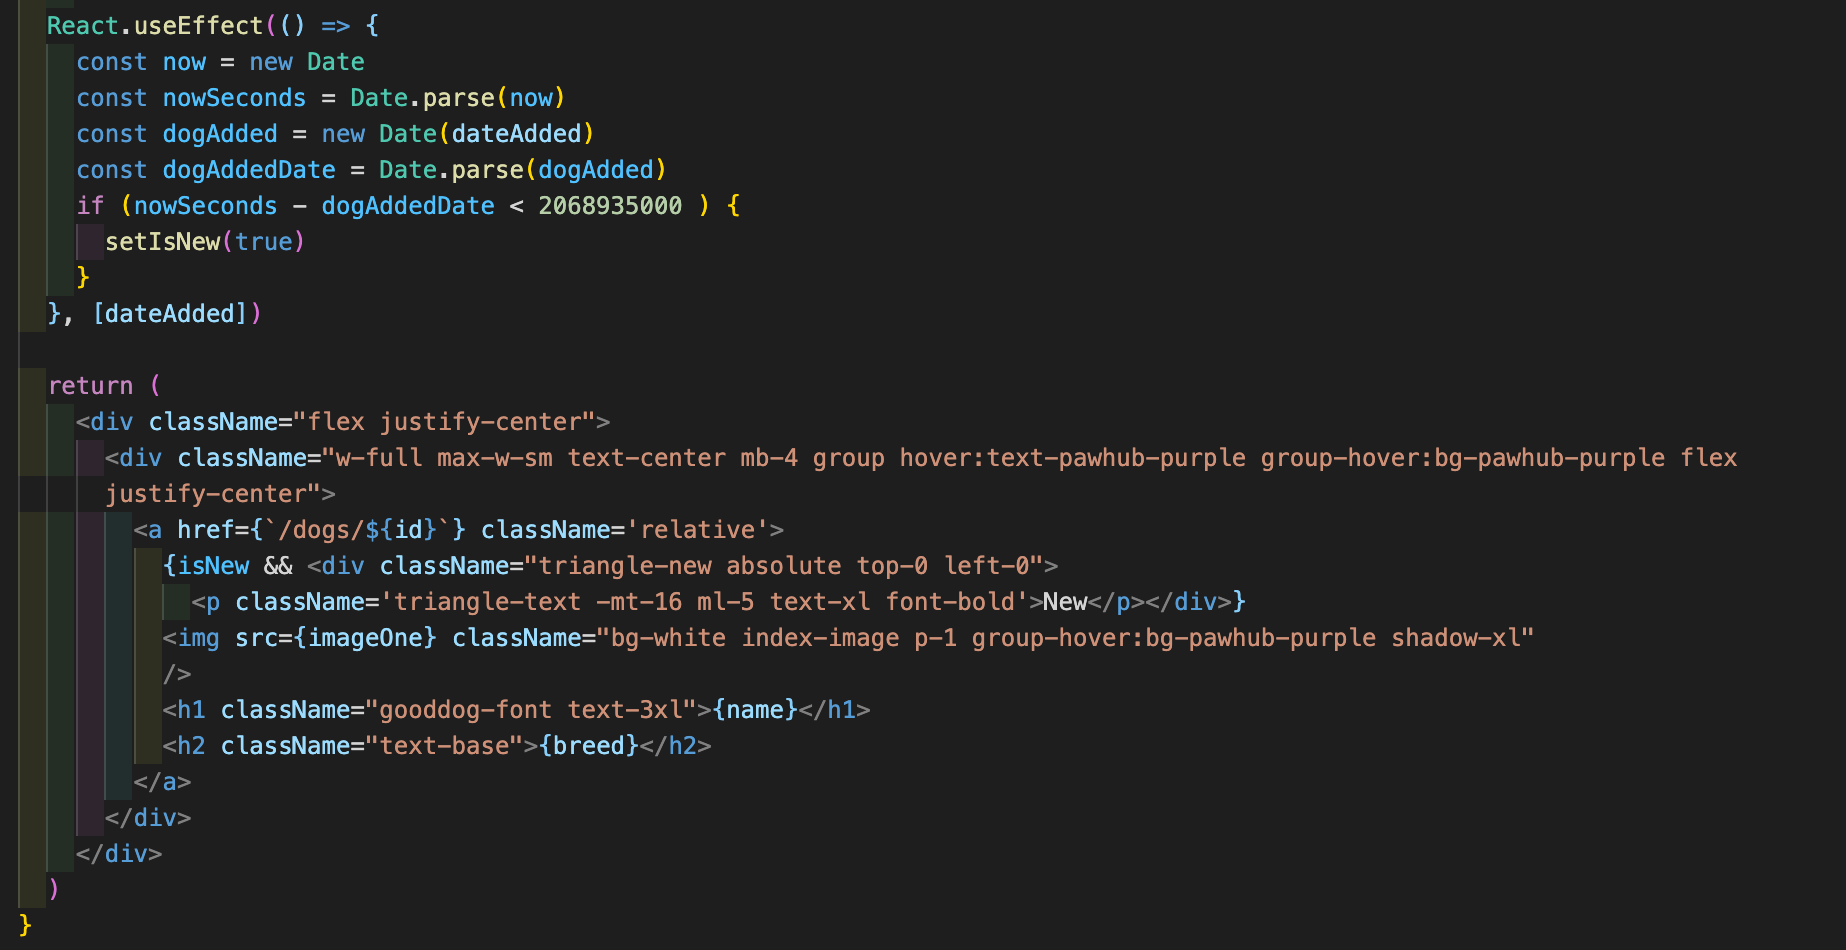 React.useEffect(() => {
const now = new Date
const nowSeconds = Date.parse(now)
const dogAdded = new Date(dateAdded)
const dogAddedDate = Date.parse(dogAdded)
if (nowSeconds - dogAddedDate < 2068935000 ) {
setIsNew(true)
}
}, [dateAdded])
return (
<div className="flex justify-center">
<div className="w-full max-w-sm text-center mb-4 group hover:text-pawhub-purple group-hover:bg-pawhub-purple flex
justify-center">
<a href={`/dogs/${id}`} className='relative'>
{isNew && <div className="triangle-new absolute top-0 left-0">
<p className='triangle-text -mt-16 ml-5 text-xl font-bold'>New</p></div>}
<img src={imageOne} className="bg-white index-image p-1 group-hover:bg-pawhub-purple shadow-xl"
/>
<h1 className="gooddog-font text-3xl">{name}</h1>
<h2 className="text-base">{breed}</h2>
</a>
</div>
</div>
)
}